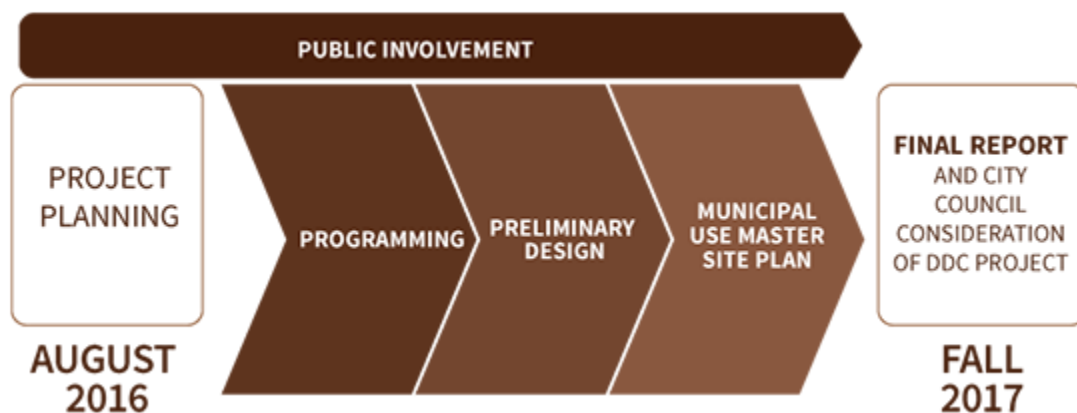 PUBLIC INVOLVEMENT
PROJECT
PLANNING
AUGUST
2016
PROGRAMMING
PRELIMINARY
DESIGN
MUNICIPAL
USE MASTER
SITE PLAN
FINAL REPORT
AND CITY
COUNCIL
CONSIDERATION
OF DDC PROJECT
FALL
2017